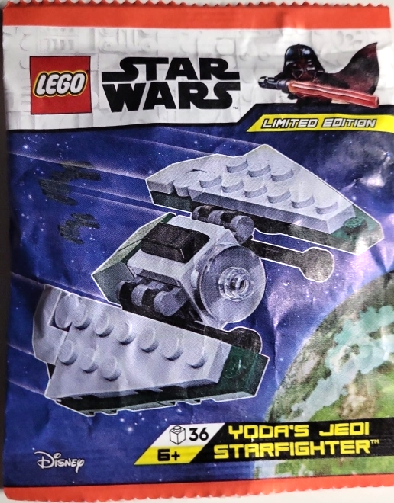 LEGO
STAR
WARS
LIMITED EDITION
36
6+
YODA'S JEDI
STARFIGHTER™
Disney